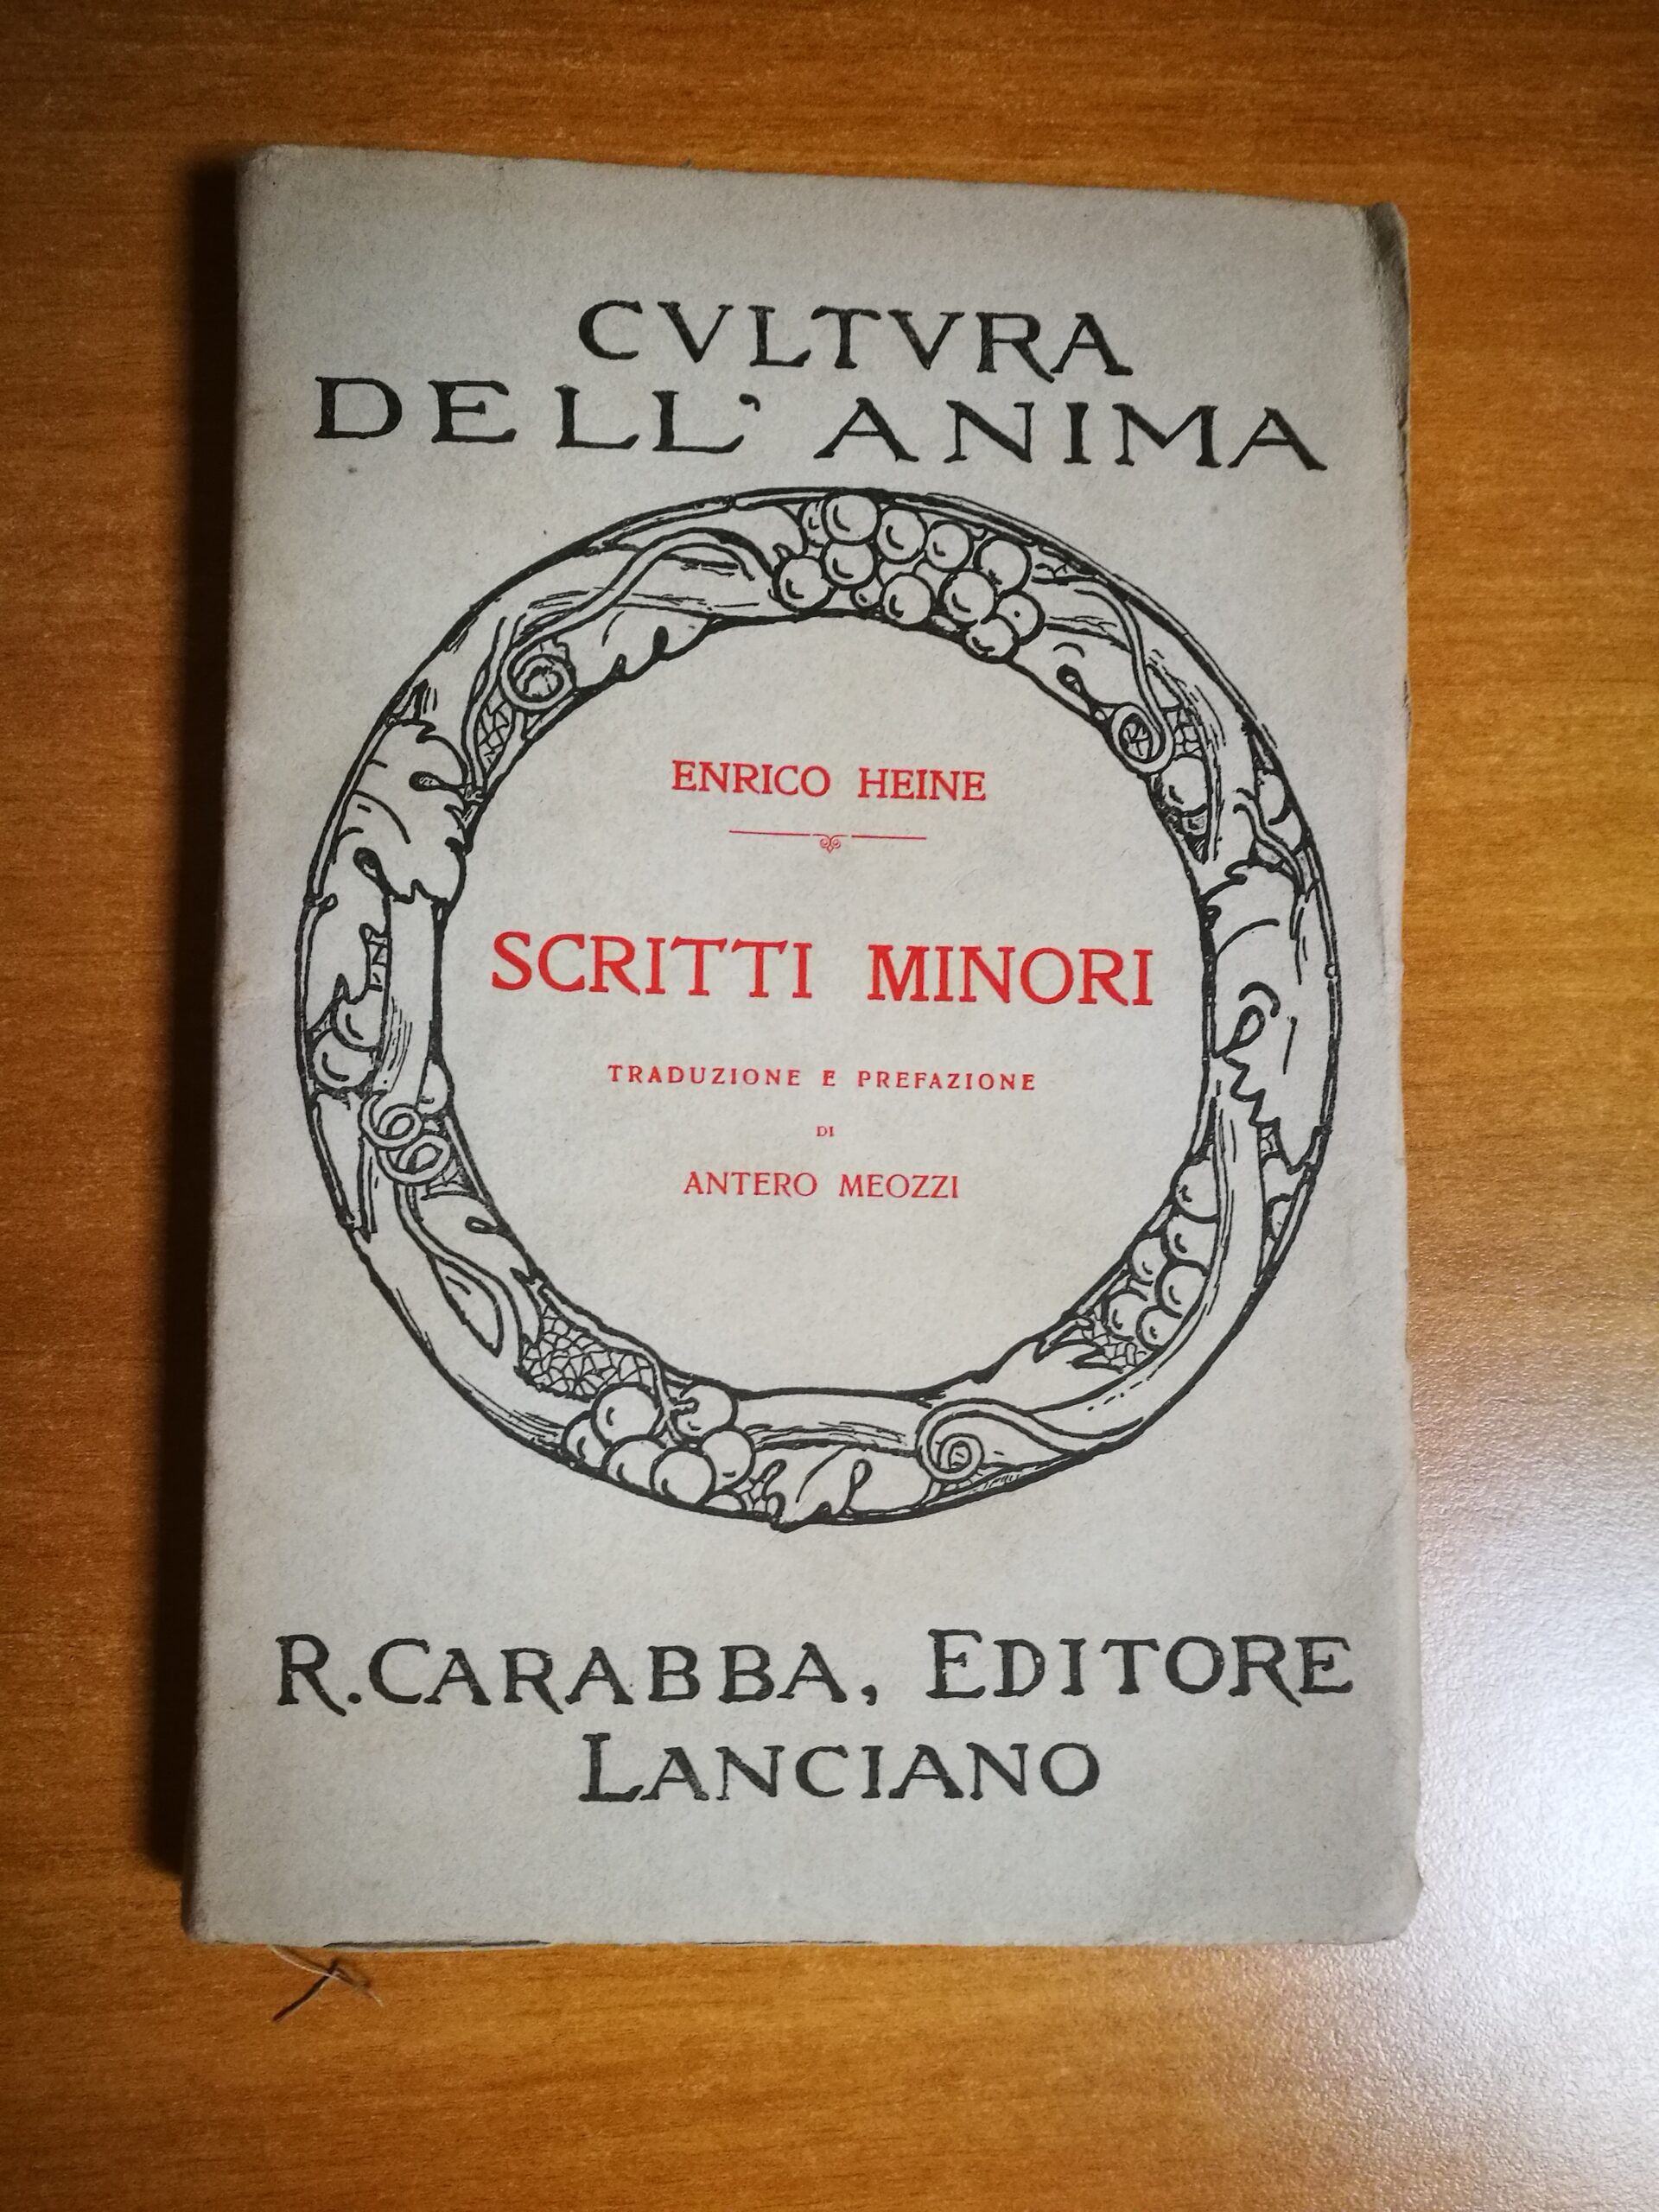 CVLTVRA
DELL' ANIMA
ENRICO HEINE
SCRITTI MINORI
TRADUZIONE E PREFAZIONE
DI
ANTERO MEOZZI
R. CARABBA, EDITORE
LANCIANO